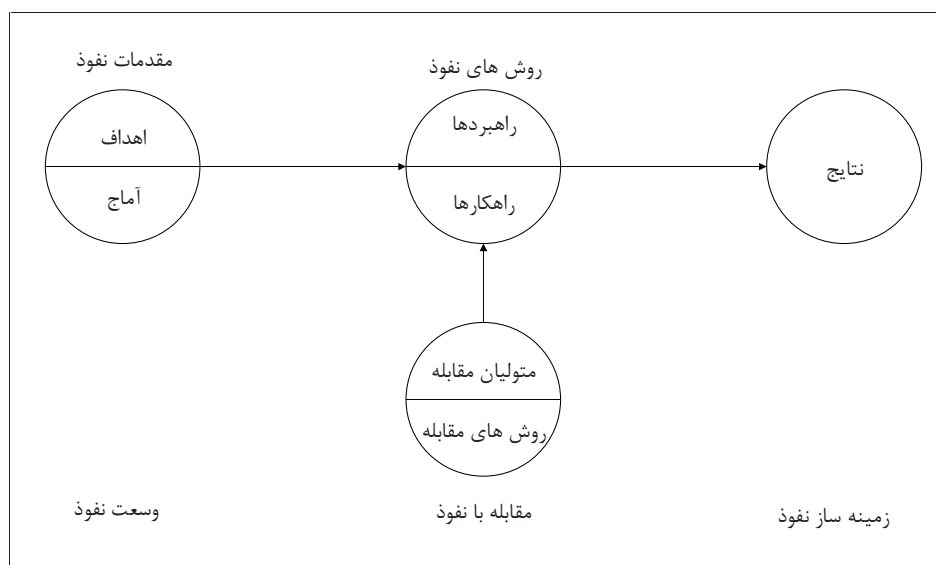 مقدمات نفوذ
روش های نفوذ
اهداف
آماج
راهبردها
راهکارها
نتایج
متولیان مقابله
روش های مقابله
وسعت نفوذ
مقابله با نفوذ
زمینه ساز نفوذ